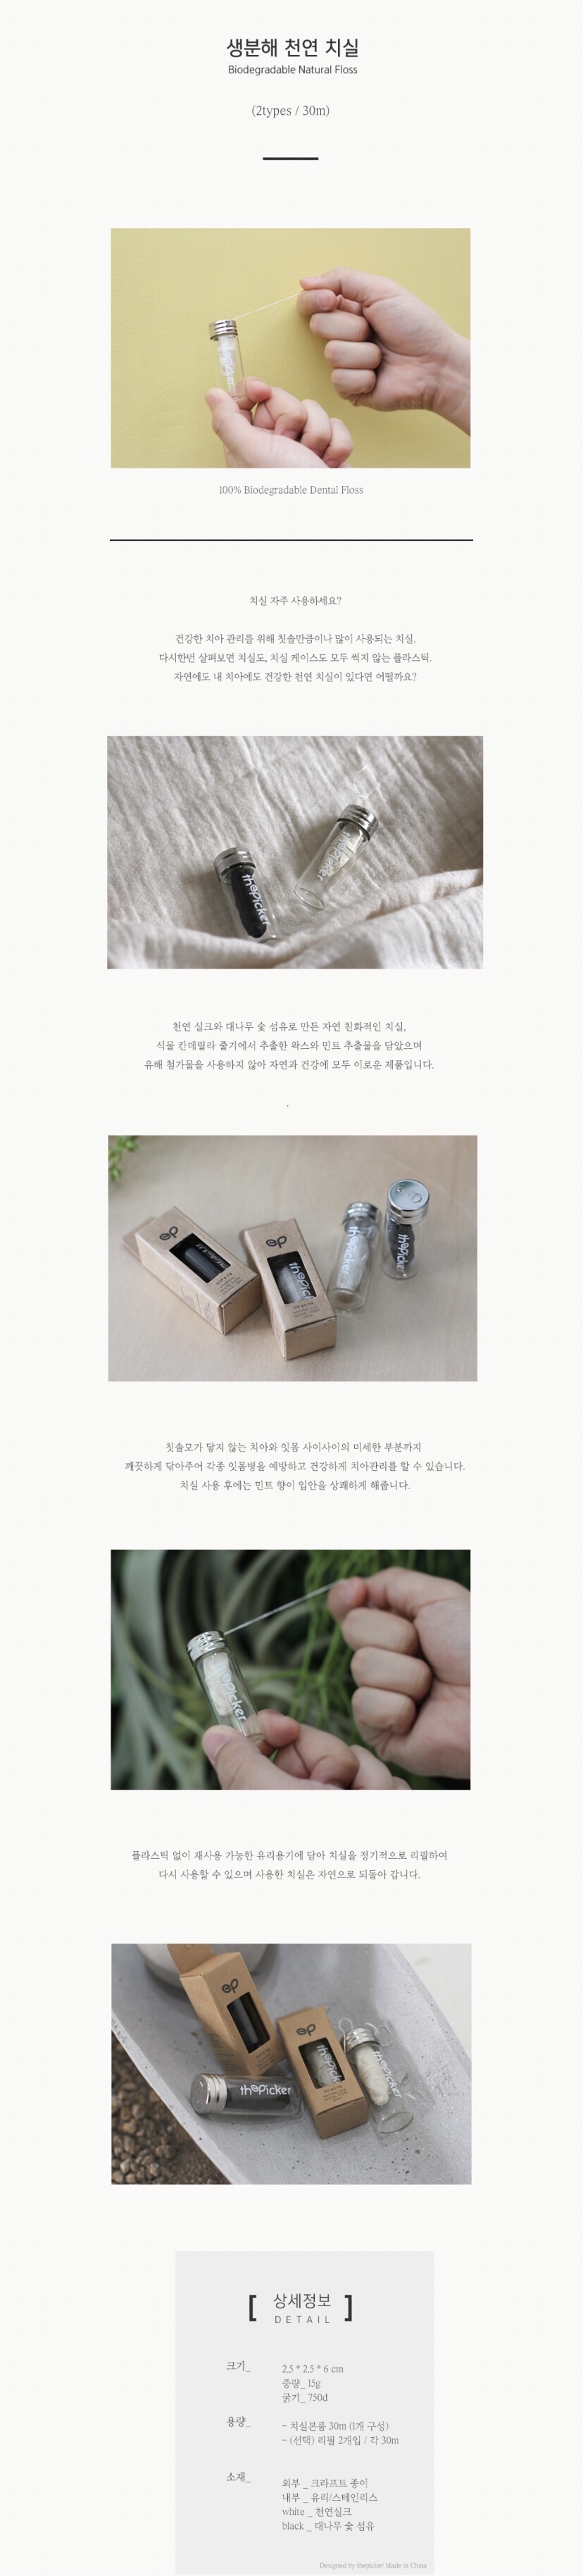 생분해 천연 치실
Biodegradable Natural Floss
(2types / 30m)
100% Biodegradable Dental Floss
치실 자주 사용하세요?
건강한 치아 관리를 위해 칫솔만큼이나 많이 사용되는 치실.
다시한번 살펴보면 치실도, 치실 케이스도 모두 썩지 않는 플라스틱.
자연에도 내 치아에도 건강한 천연 치실이 있다면 어떨까요?
thepicker
thepicker
천연 실크와 대나무 숯 섬유로 만든 자연 친화적인 치실,
식물 칸데릴라 줄기에서 추출한 왁스와 민트 추출물을 담았으며
유해 첨가물을 사용하지 않아 자연과 건강에 모두 이로운 제품입니다.
.
thepicker
thepicker
칫솔모가 닿지 않는 치아와 잇몸 사이사이의 미세한 부분까지
깨끗하게 닦아주어 각종 잇몸병을 예방하고 건강하게 치아관리를 할 수 있습니다.
치실 사용 후에는 민트 향이 입안을 상쾌하게 해줍니다.
thepicker
플라스틱 없이 재사용 가능한 유리용기에 담아 치실을 정기적으로 리필하여
다시 사용할 수 있으며 사용한 치실은 자연으로 되돌아 갑니다.
thepicker
thepicker
[ 상세정보 ]
DETAIL
크기_ 2.5 * 2.5 * 6 cm
중량_ 15g
굵기_ 750d
용량_ - 치실본품 30m (1개 구성)
- (선택) 리필 2개입 / 각 30m
소재_ 외부 _ 크라프트 종이
내부 _ 유리/스테인리스
white _ 천연실크
black _ 대나무 숯 섬유
Designed by thepicker Made in China